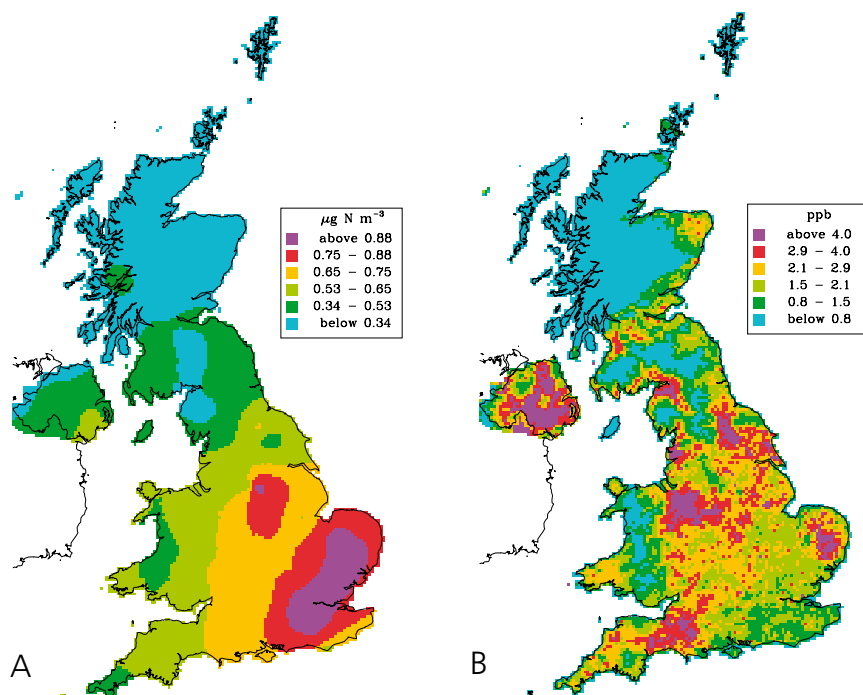 μg N m⁻³
above 0.88
0.75 – 0.88
0.65 – 0.75
0.53 – 0.65
0.34 – 0.53
below 0.34
A
ppb
above 4.0
2.9 – 4.0
2.1 – 2.9
1.5 – 2.1
0.8 – 1.5
below 0.8
B